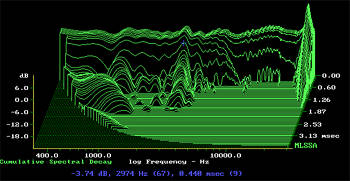 dB
0.00
6.0
0.60
0.0
1.26
-6.0
1.87
-12.0
2.53
-18.0
3.13 msec
MLSSA
400.0 1000.0 10000.0
Cumulative Spectral Decay log Frequency - Hz
-3.74 dB, 2974 Hz (67), 0.440 msec (9)